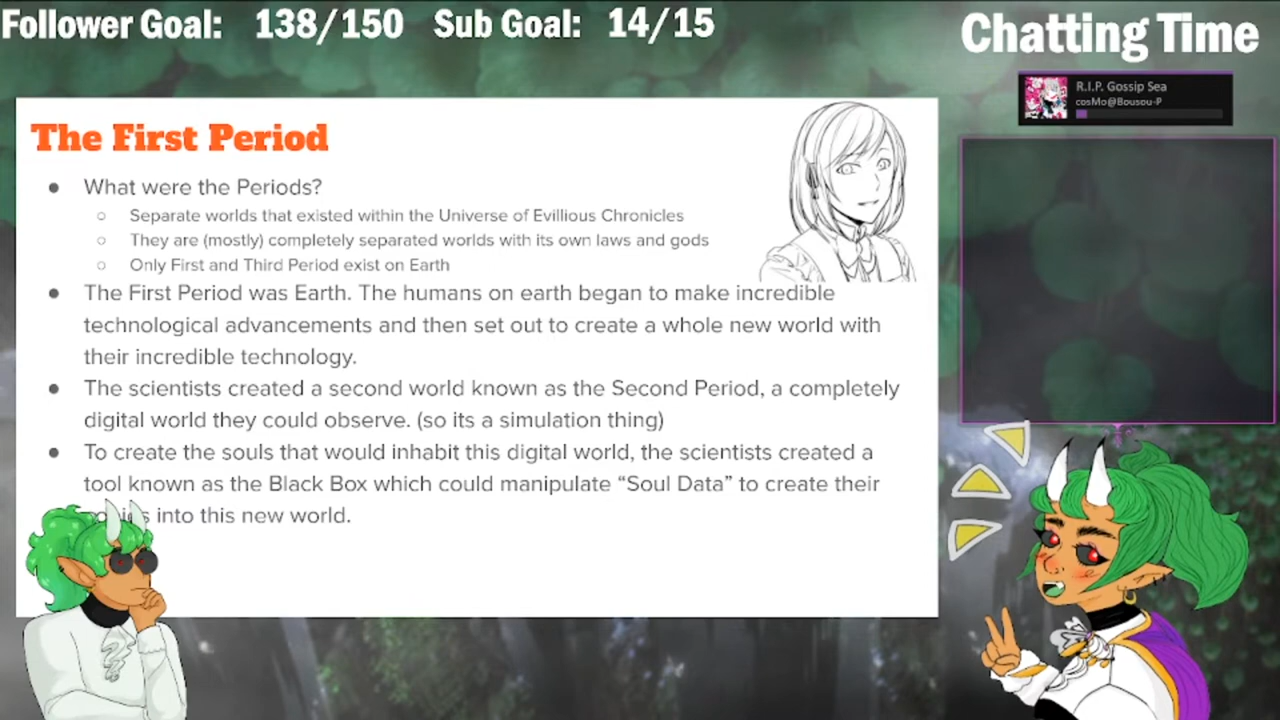 Follower Goal: 138/150 Sub Goal: 14/15
Chatting Time
R.I.P. Gossip Sea
cosMo@Bousou-P
The First Period
What were the Periods?
Separate worlds that existed within the Universe of Evillious Chronicles
They are (mostly) completely separated worlds with its own laws and gods
Only First and Third Period exist on Earth
The First Period was Earth. The humans on earth began to make incredible
technological advancements and then set out to create a whole new world with
their incredible technology.
The scientists created a second world known as the Second Period, a completely
digital world they could observe. (so its a simulation thing)
To create the souls that would inhabit this digital world, the scientists created a
tool known as the Black Box which could manipulate “Soul Data” to create their
into this new world.